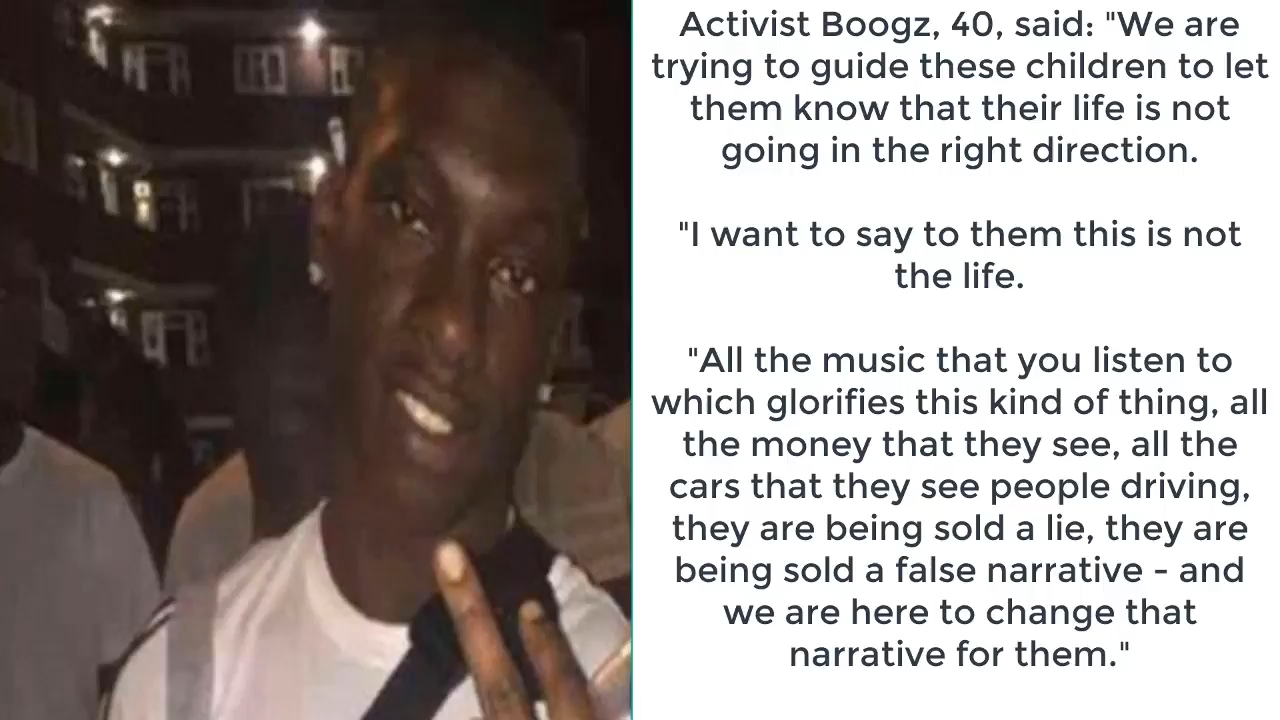 Activist Boogz, 40, said: "We are
trying to guide these children to let
them know that their life is not
going in the right direction.
"I want to say to them this is not
the life.
"All the music that you listen to
which glorifies this kind of thing, all
the money that they see, all the
cars that they see people driving,
they are being sold a lie, they are
being sold a false narrative - and
we are here to change that
narrative for them."